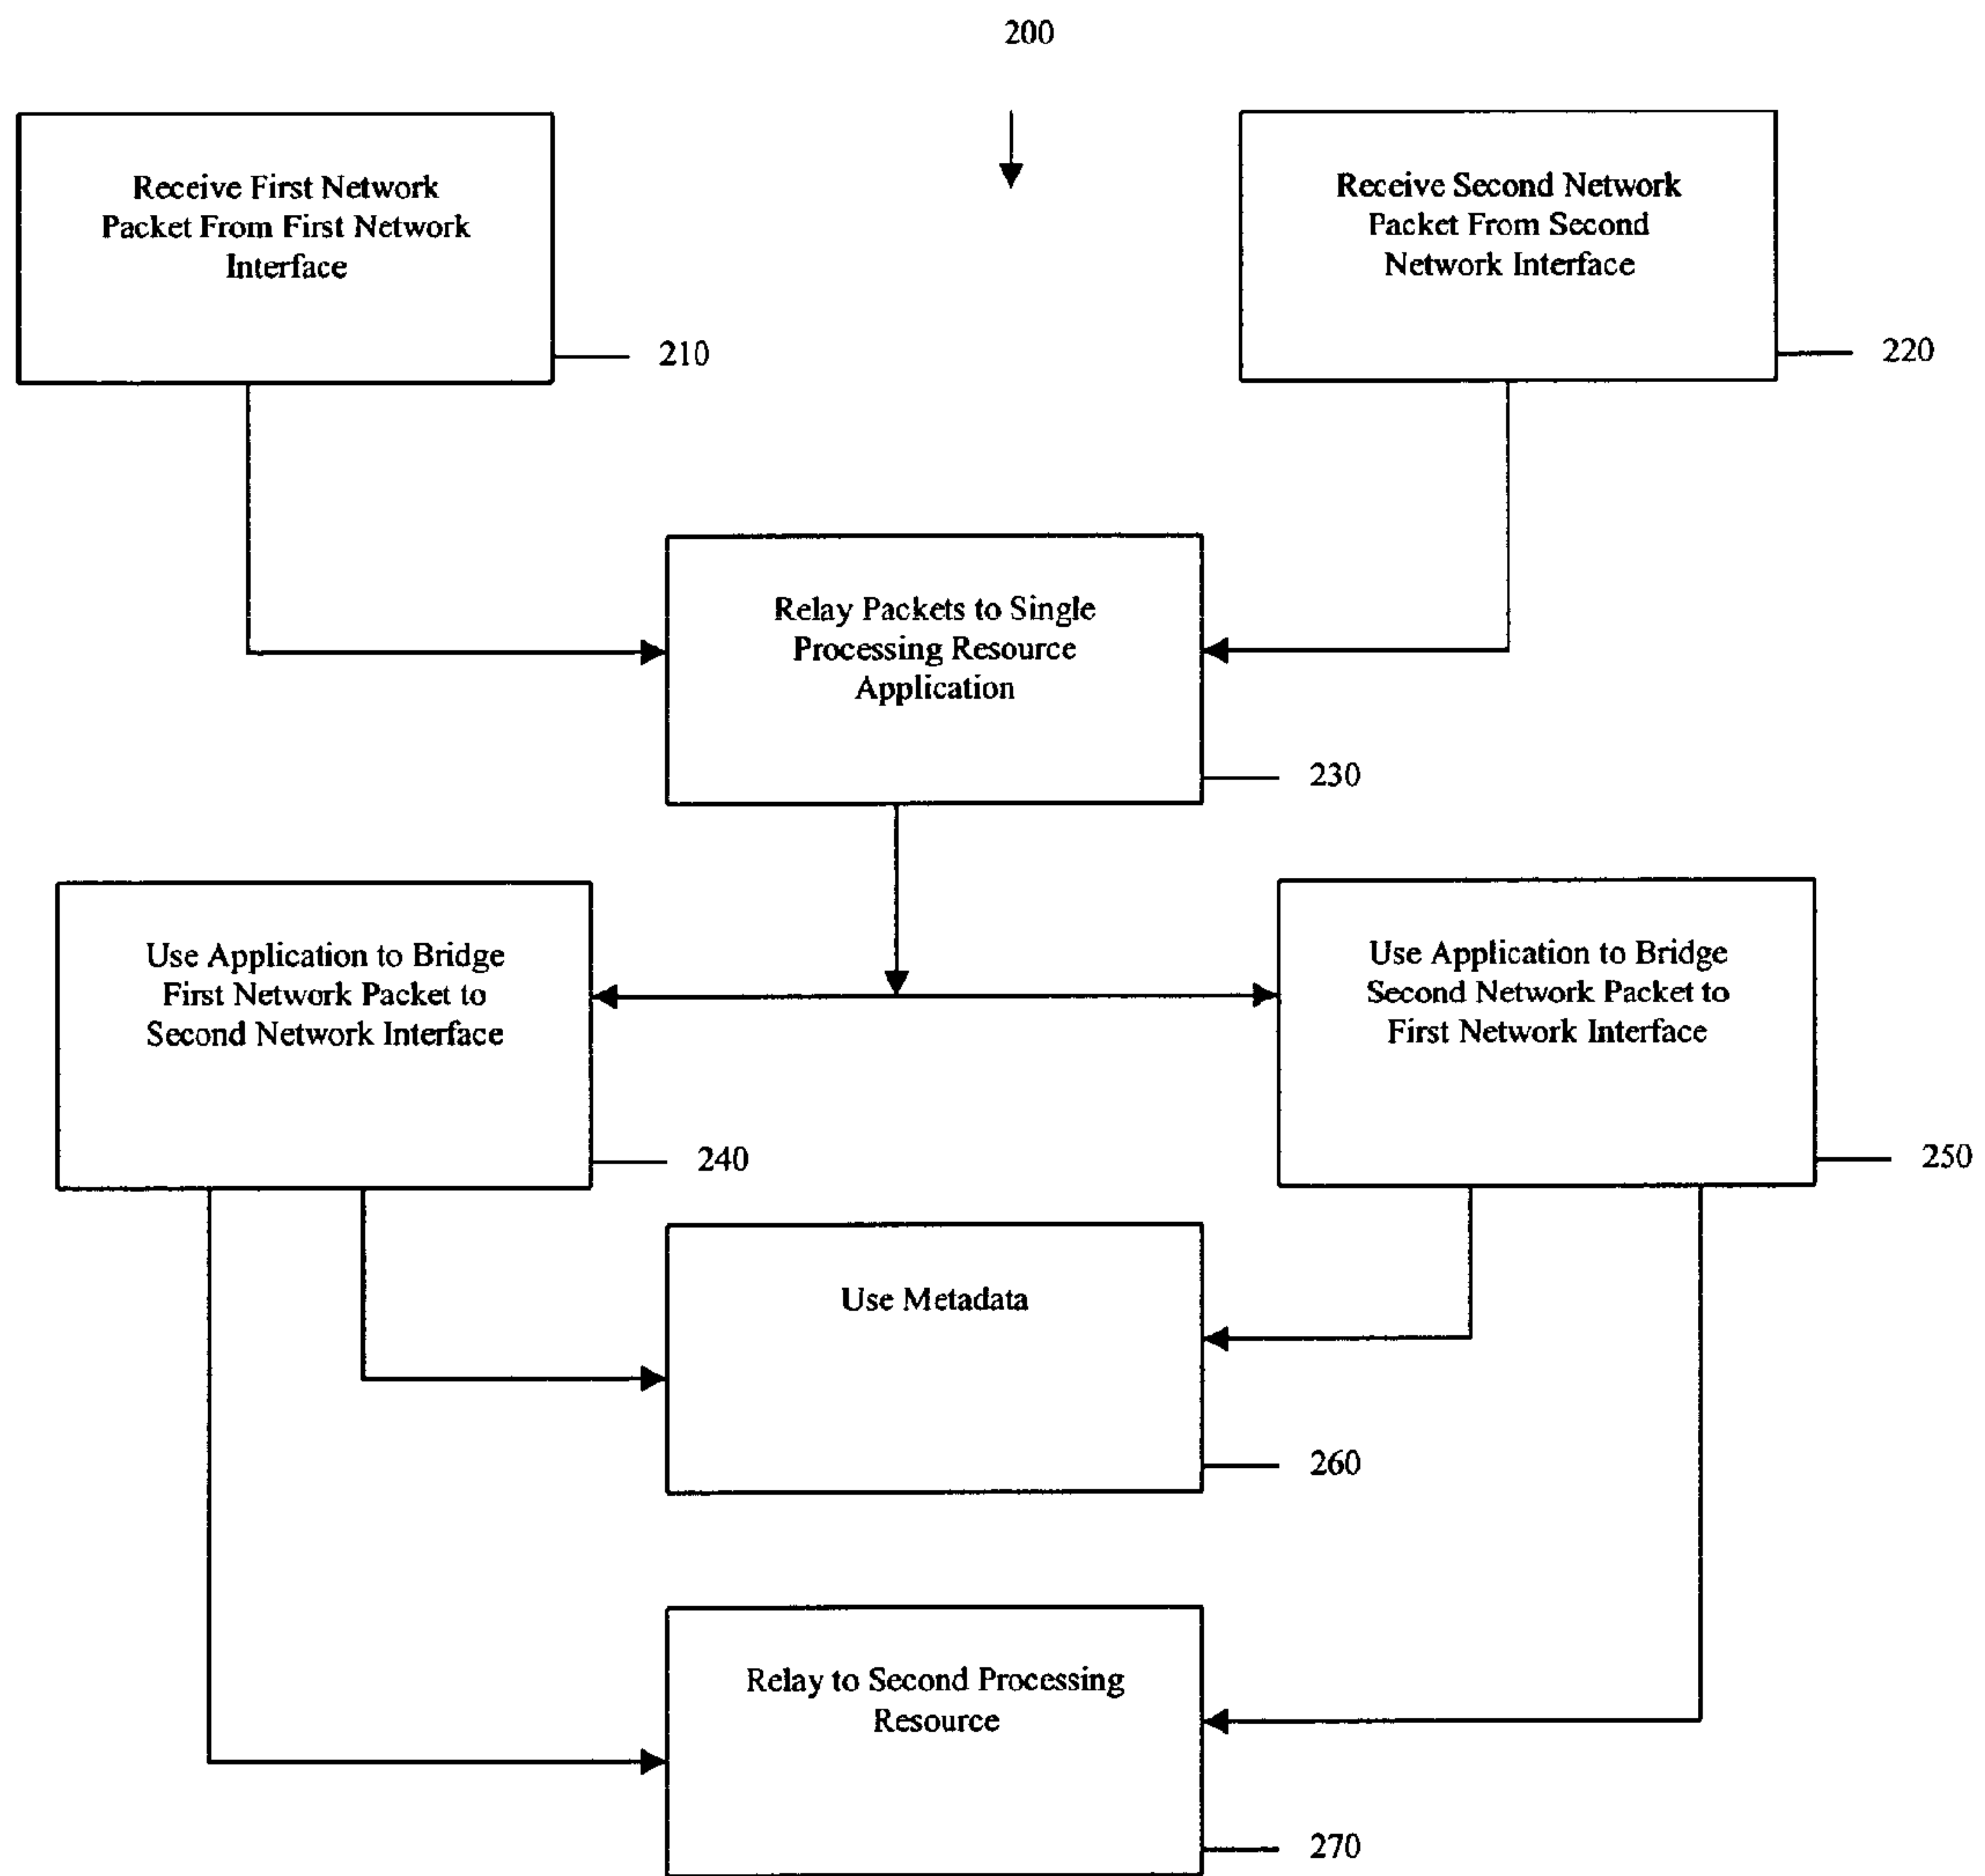 200
Receive First Network
Packet From First Network
Interface
210
Receive Second Network
Packet From Second
Network Interface
220
Relay Packets to Single
Processing Resource
Application
230
Use Application to Bridge
First Network Packet to
Second Network Interface
240
Use Application to Bridge
Second Network Packet to
First Network Interface
250
Use Metadata
260
Relay to Second Processing
Resource
270